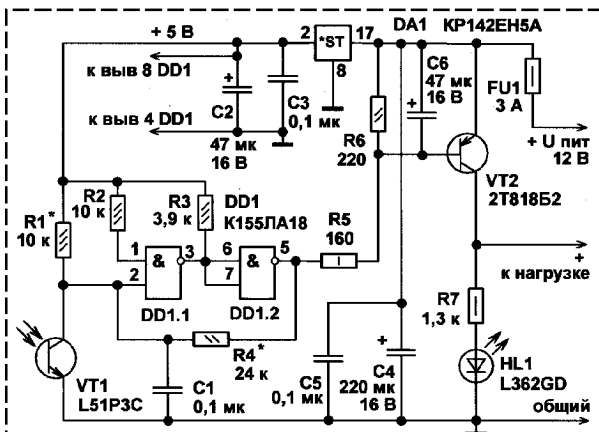 + 5 В
2
*ST
17
DA1
КР142ЕН5А
к выв 8 DD1
8
C6
47 мк
16 В
FU1
3 А
+
C2
47 мк
16 В
C3
0,1 мк
к выв 4 DD1
R6
220
+
+ U пит
12 В
VT2
2Т818Б2
R1*
10 к
R2
10 к
R3
3,9 к
DD1
К155ЛА18
R5
160
1
2
&
3
6
7
&
5
DD1.1
DD1.2
+
к нагрузке
R7
1,3 к
R4*
24 к
VT1
L51P3C
C1
0,1 мк
C5
0,1 мк
+
C4
220 мк
16 В
HL1
L362GD
общий